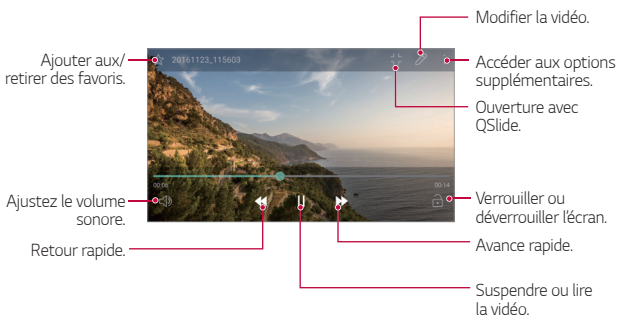 Modifier la vidéo.
Ajouter aux/
retirer des favoris.
20161123_115603
Accéder aux options
supplémentaires.
Ouverture avec
QSlide.
00:06
00:14
Ajustez le volume
sonore.
Verrouiller ou
déverrouiller l'écran.
Retour rapide.
Avance rapide.
Suspendre ou lire
la vidéo.